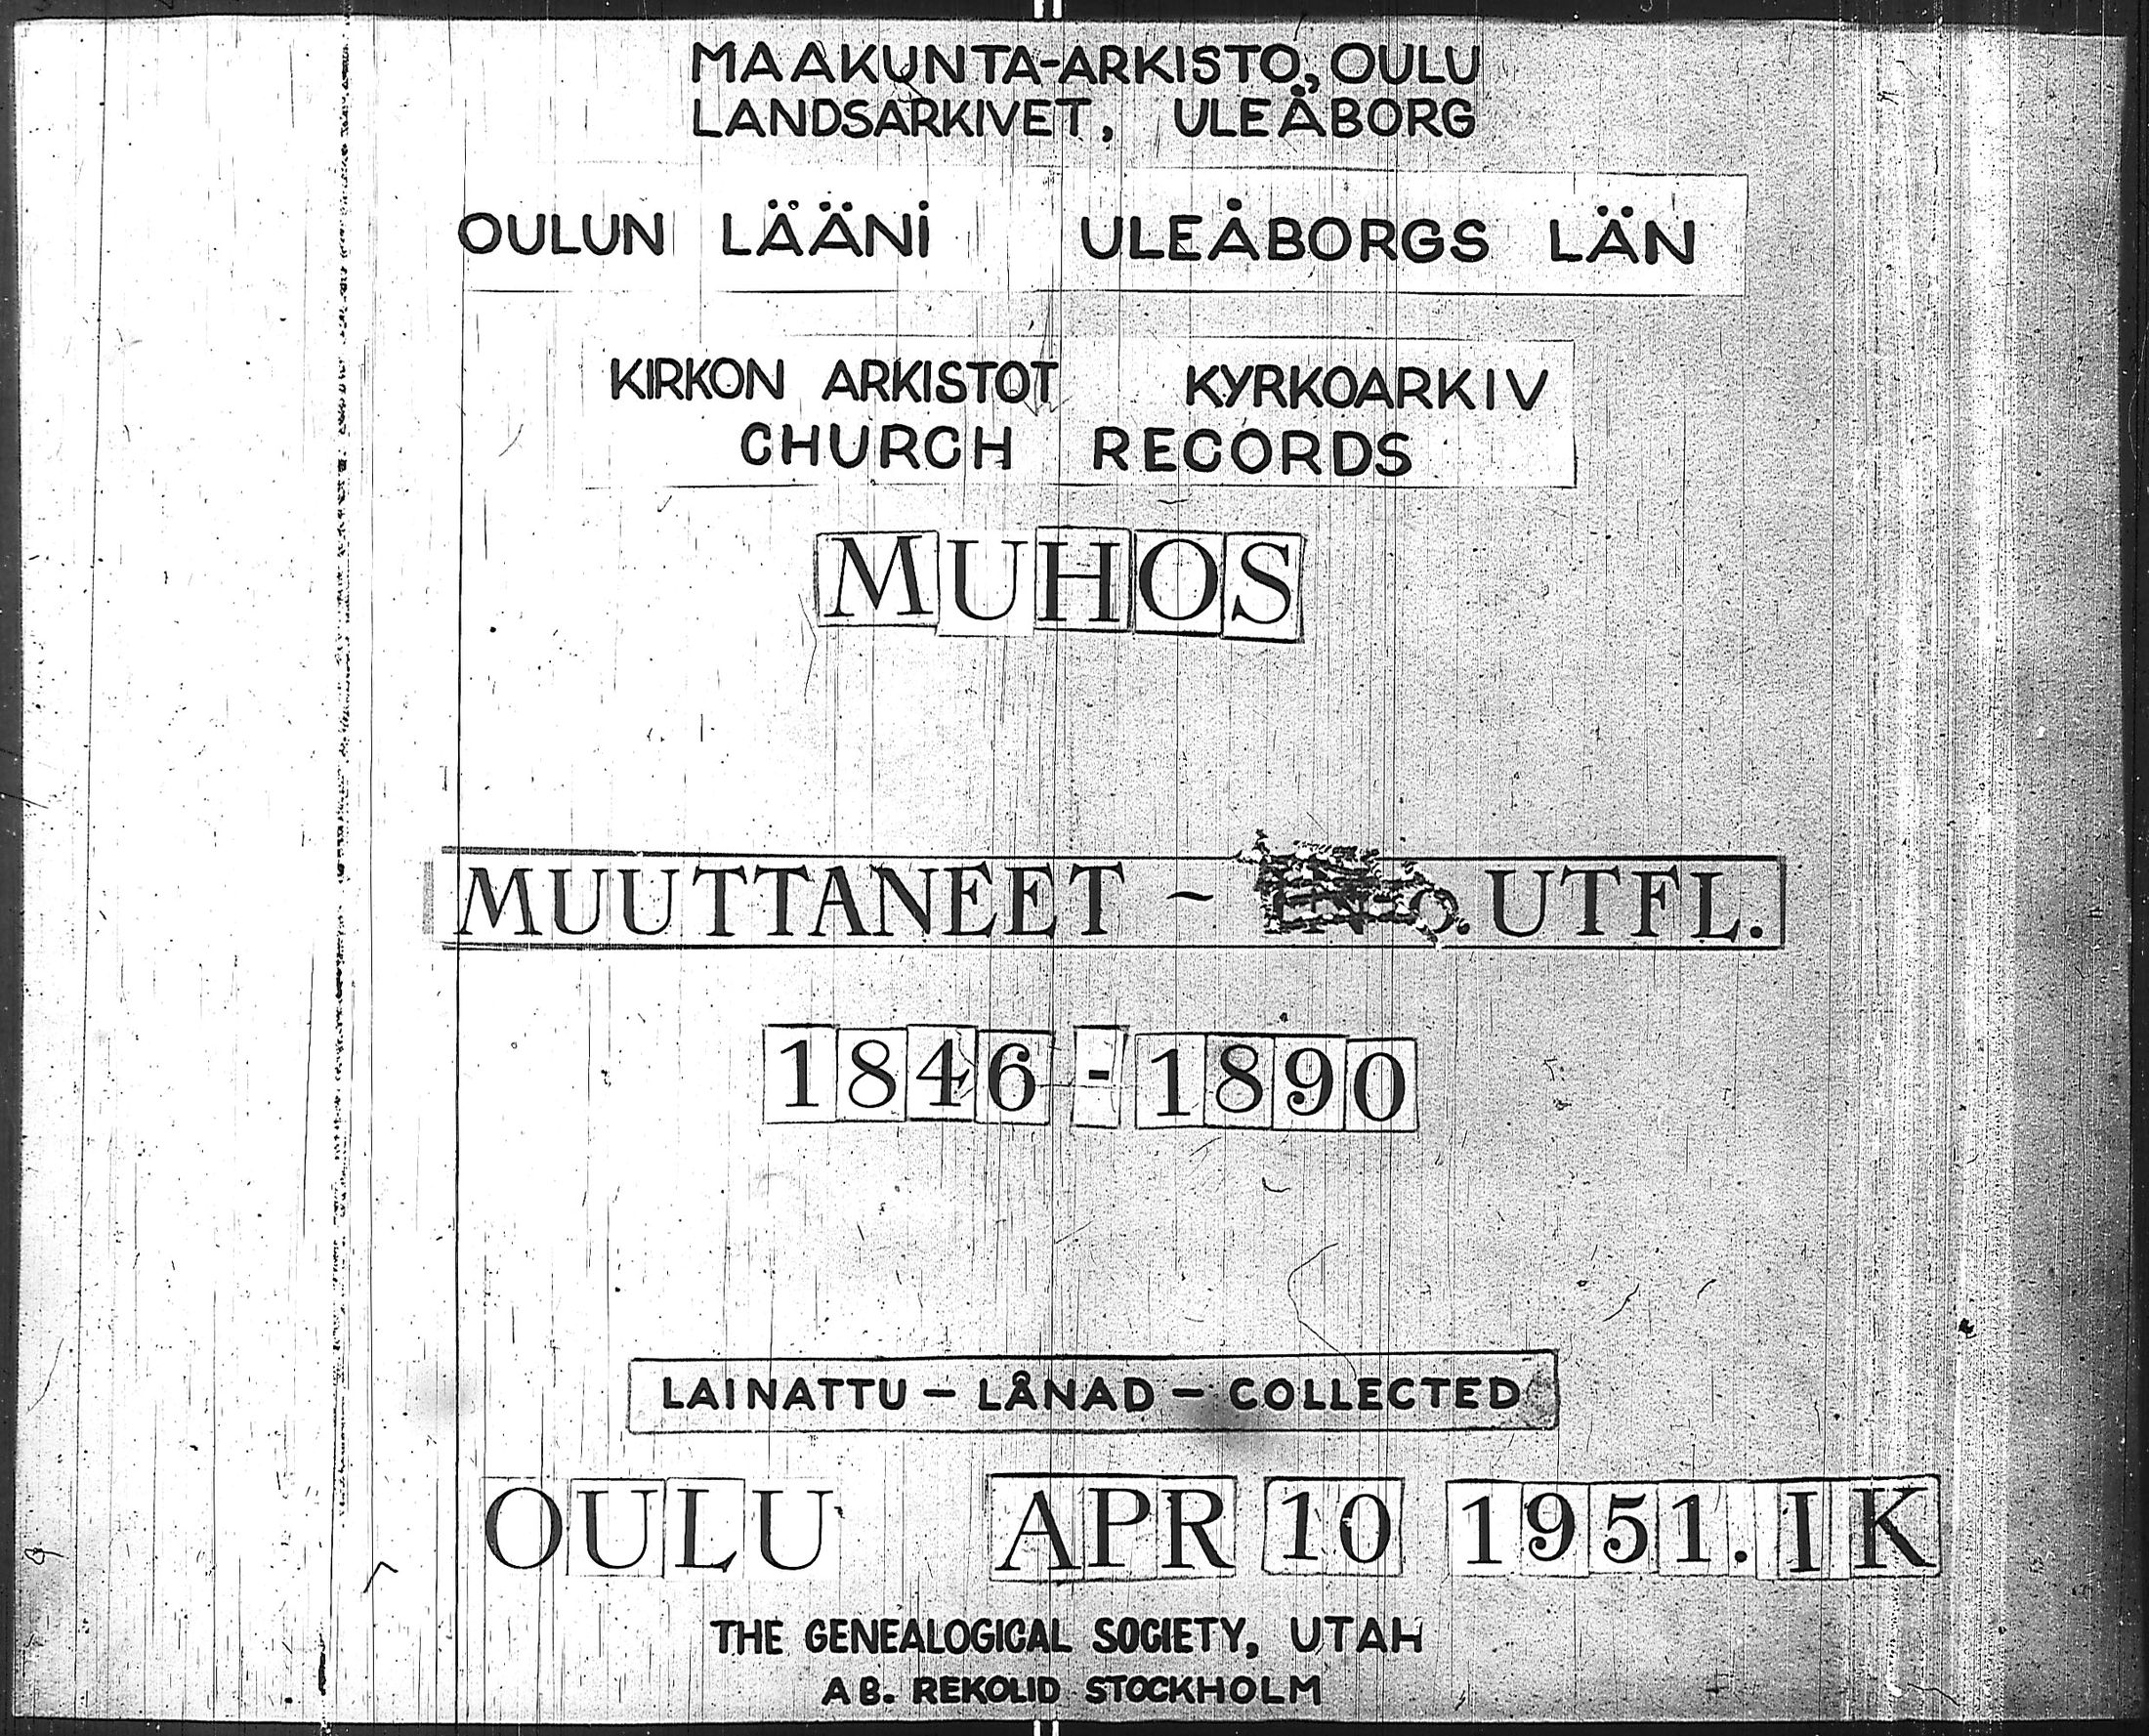 MAAKUNTA-ARKISTO, OULU
LANDSARKIVET, ULEÅBORG
OULUN LÄÄNI ULEÅBORGS LÄN
KIRKON ARKISTOT KYRKOARKIV
CHURCH RECORDS
MUHOS
MUUTTANEET - UTFL.
1846-1890
LAINATTU - LÅNAD - COLLECTED
OULU APR 10 1951. IK
THE GENEALOGICAL SOCIETY, UTAH
AB. REKOLID STOCKHOLM